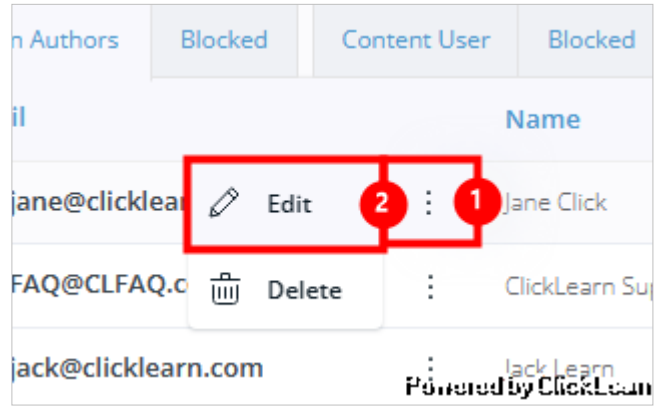 n Authors Blocked Content User Blocked
il Name
jane@clicklear Edit 2 1 Jane Click
FAQ@CLFAQ.c Delete ClickLearn Sup
jack@clicklearn.com Jack Learn
Powered by ClickLearn